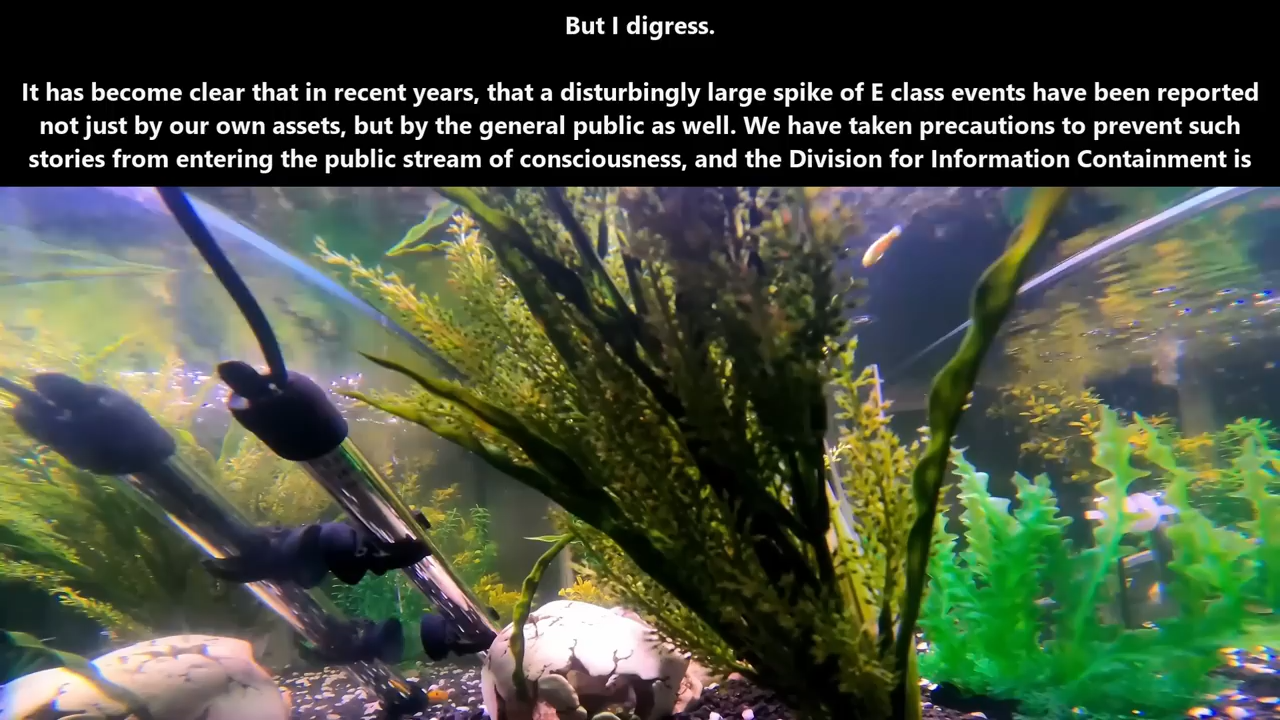 But I digress.
It has become clear that in recent years, that a disturbingly large spike of E class events have been reported
not just by our own assets, but by the general public as well. We have taken precautions to prevent such
stories from entering the public stream of consciousness, and the Division for Information Containment is